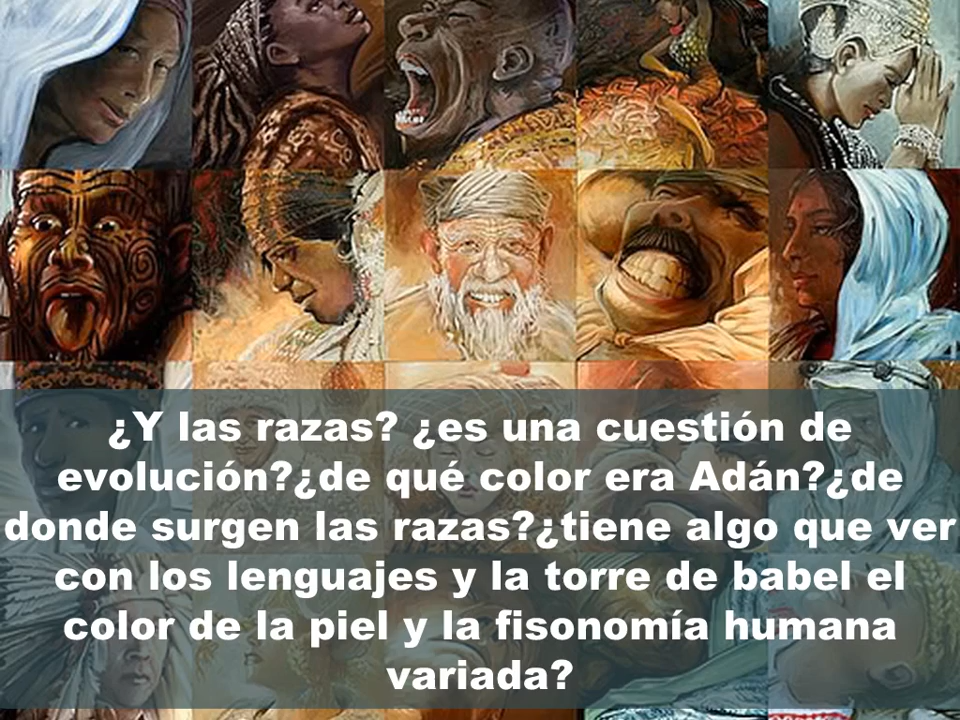 ¿Y las razas? ¿es una cuestión de
evolución?¿de qué color era Adán?¿de
donde surgen las razas?¿tiene algo que ver
con los lenguajes y la torre de babel el
color de la piel y la fisonomía humana
variada?